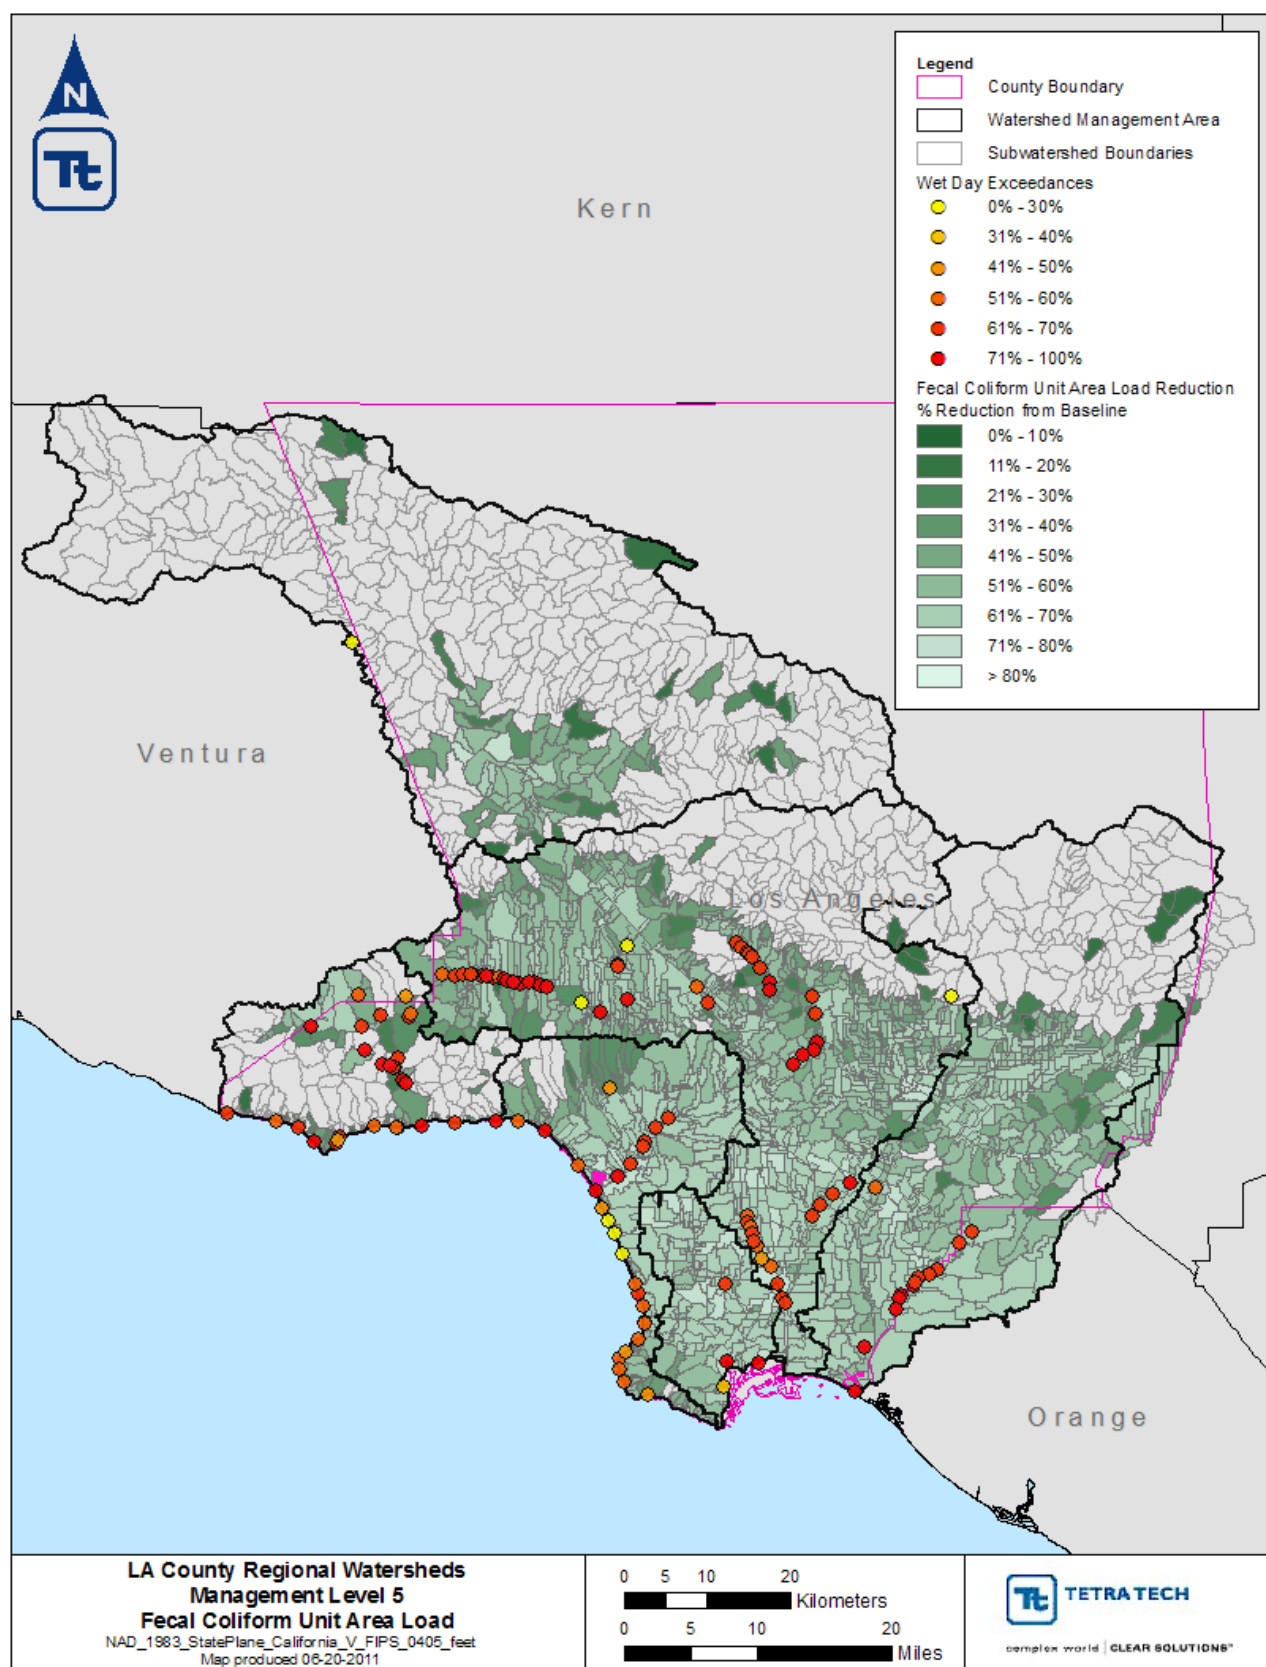 N
Tt
Legend
County Boundary
Watershed Management Area
Subwatershed Boundaries
Wet Day Exceedances
0% - 30%
31% - 40%
41% - 50%
51% - 60%
61% - 70%
71% - 100%
Fecal Coliform Unit Area Load Reduction
% Reduction from Baseline
0% - 10%
11% - 20%
21% - 30%
31% - 40%
41% - 50%
51% - 60%
61% - 70%
71% - 80%
> 80%
Kern
Ventura
Los Angeles
Orange
LA County Regional Watersheds
Management Level 5
Fecal Coliform Unit Area Load
NAD_1983_StatePlane_California_V_FIPS_0405_feet
Map produced 06-20-2011
0 5 10 20
Kilometers
0 5 10 20
Miles
Tt TETRA TECH
complex world | CLEAR SOLUTIONS™